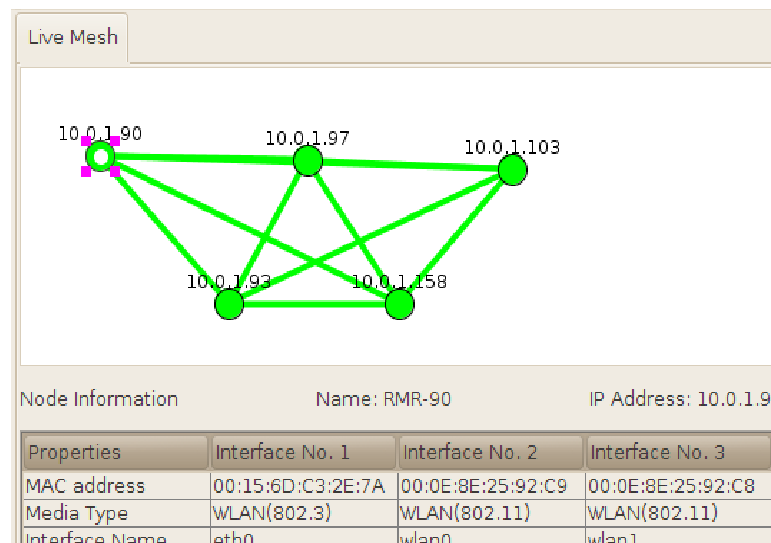 Live Mesh
10.0.1.90
10.0.1.97
10.0.1.103
10.0.1.93
10.0.1.158
Node Information Name: RMR-90 IP Address: 10.0.1.9
Properties Interface No. 1 Interface No. 2 Interface No. 3
MAC address 00:15:6D:C3:2E:7A 00:0E:8E:25:92:C9 00:0E:8E:25:92:C8
Media Type WLAN(802.3) WLAN(802.11) WLAN(802.11)
Interface Name eth0 wlan0 wlan1